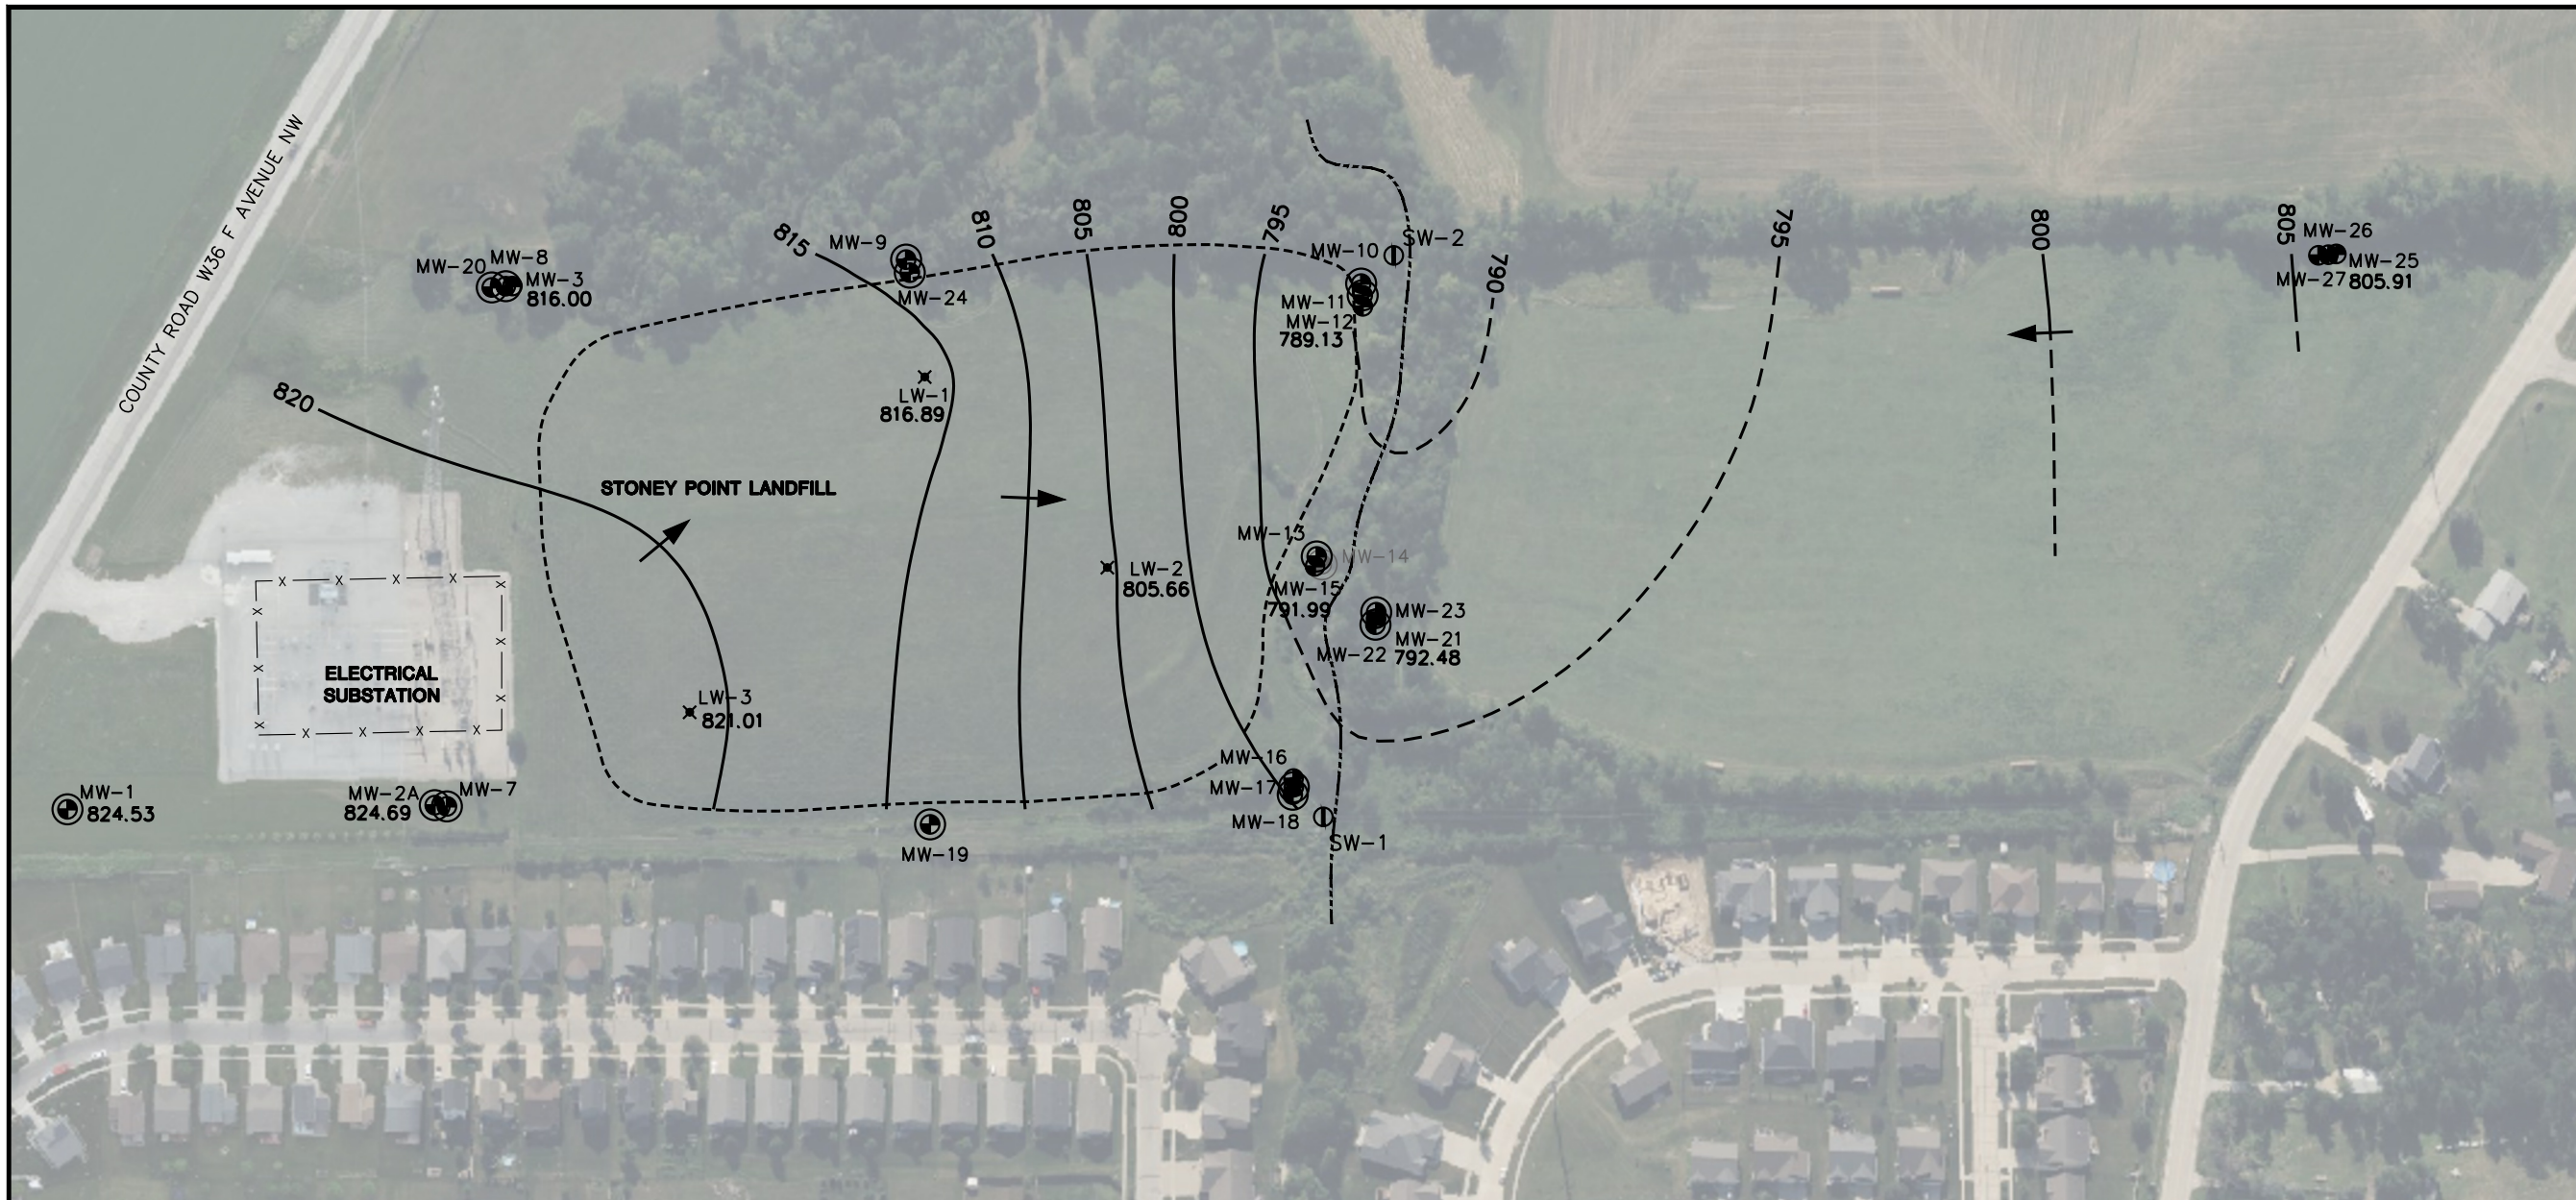 COUNTY ROAD W36 F AVENUE NW
MW-20
MW-8
MW-3
816.00
815
MW-9
MW-24
810
805
800
795
MW-10
SW-2
MW-11
MW-12
789.13
790
795
800
805
MW-26
MW-25
MW-27
805.91
820
LW-1
816.89
STONEY POINT LANDFILL
MW-13
MW-14
LW-2
805.66
MW-15
791.99
MW-23
MW-21
MW-22
792.48
ELECTRICAL
SUBSTATION
LW-3
821.01
MW-1
824.53
MW-2A
824.69
MW-7
MW-16
MW-17
MW-18
SW-1
MW-19